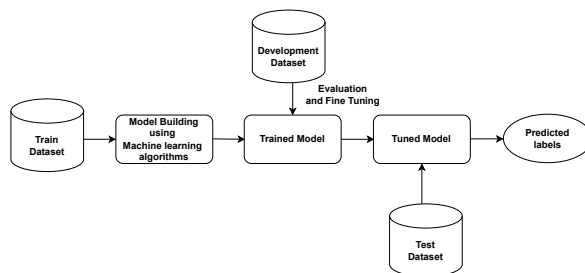 Development
Dataset
Evaluation
and Fine Tuning
Train
Dataset
Model Building
using
Machine learning
algorithms
Trained Model
Tuned Model
Predicted
labels
Test
Dataset